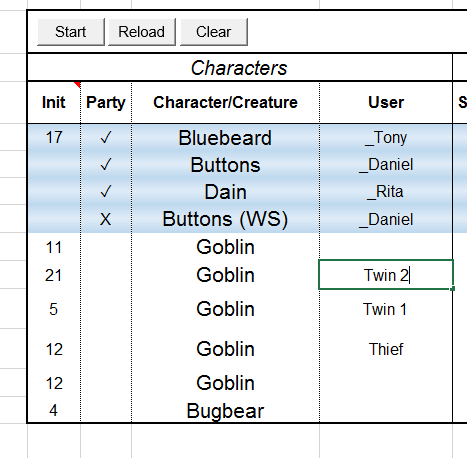 Start Reload Clear
Characters
Init Party Character/Creature User S
17 ✓ Bluebeard _Tony
✓ Buttons _Daniel
✓ Dain _Rita
X Buttons (WS) _Daniel
11 Goblin
21 Goblin Twin 2
5 Goblin Twin 1
12 Goblin Thief
12 Goblin
4 Bugbear